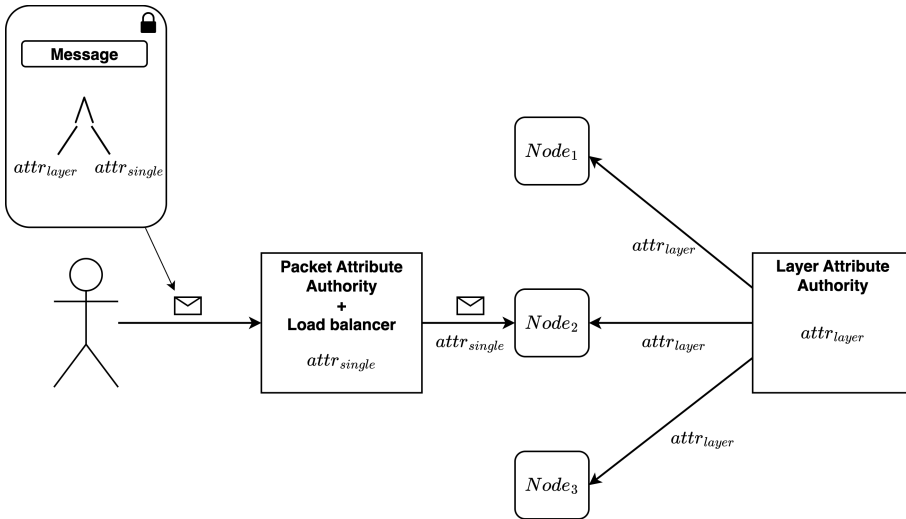 Message
attr_layer attr_single
Node_1
attr_layer
Packet Attribute
Authority
+
Load balancer
attr_single
attr_single
Node_2
attr_layer
Layer Attribute
Authority
attr_layer
attr_layer
Node_3